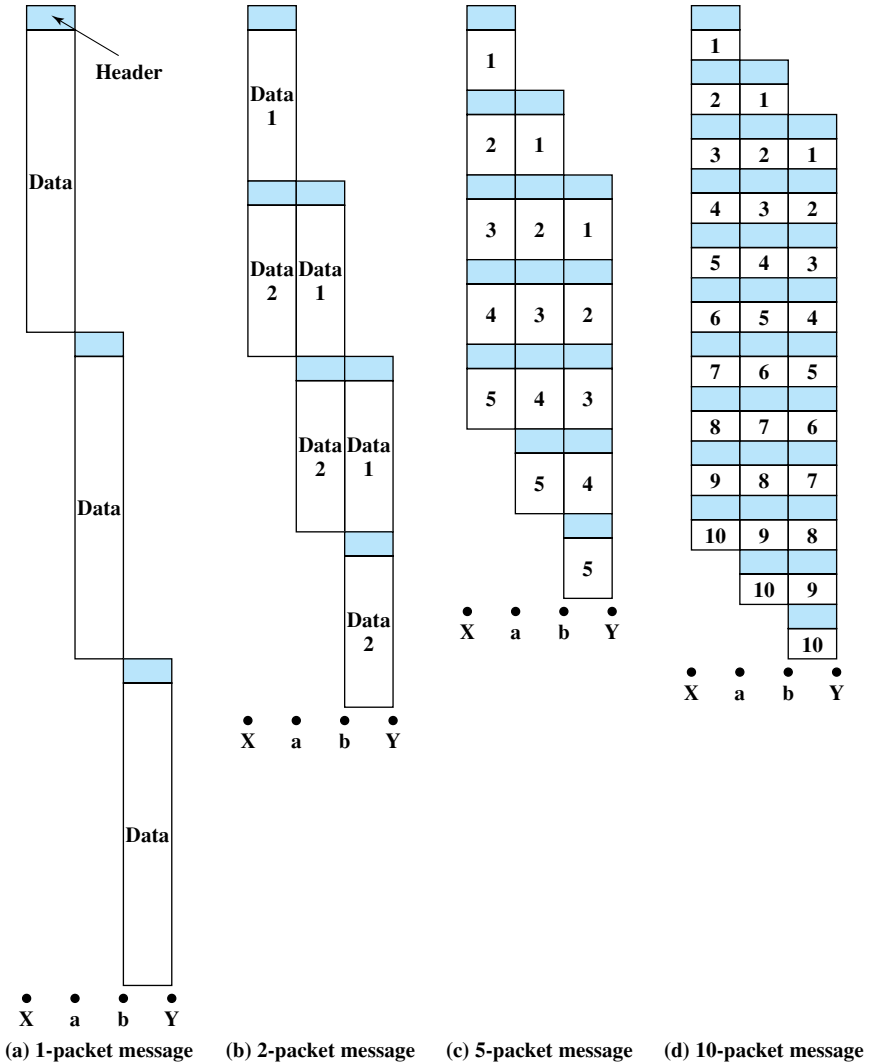 Header
Data
Data
Data
X a b Y
(a) 1-packet message
Data
1
Data Data
2 1
Data Data
2 1
Data
2
X a b Y
(b) 2-packet message
1
2 1
3 2 1
4 3 2
5 4 3
5 4
5
X a b Y
(c) 5-packet message
1
2 1
3 2 1
4 3 2
5 4 3
6 5 4
7 6 5
8 7 6
9 8 7
10 9 8
10 9
10
X a b Y
(d) 10-packet message